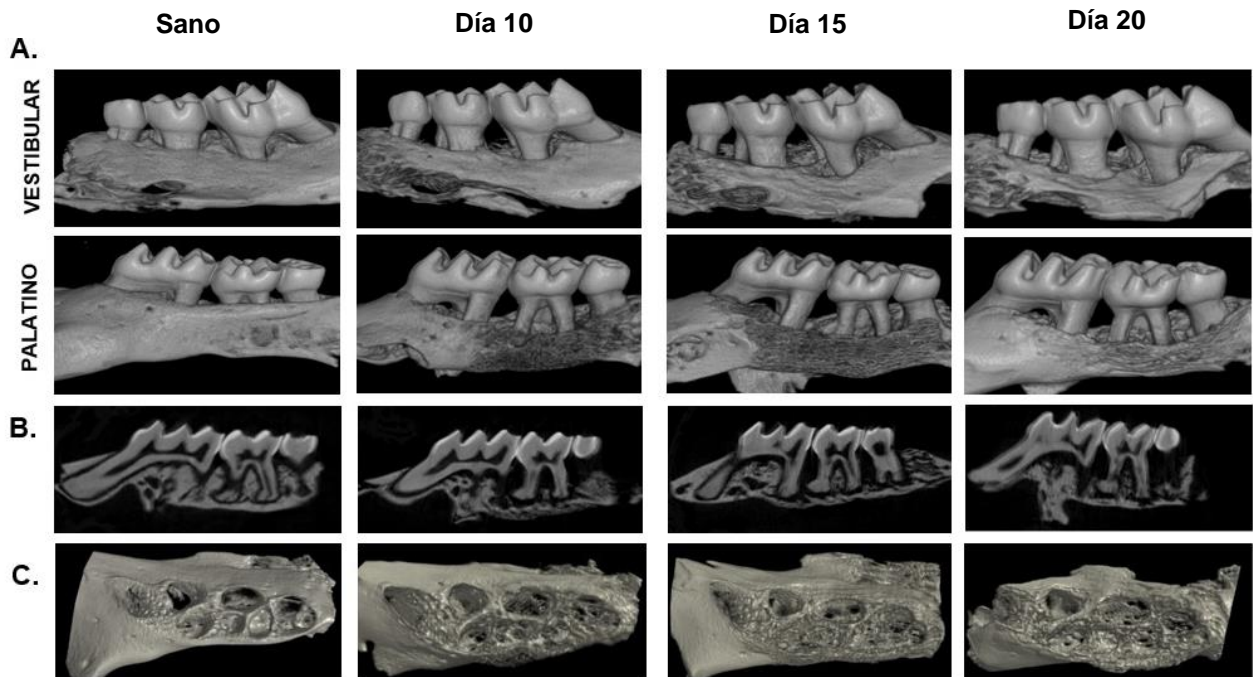 Sano Día 10 Día 15 Día 20
A.
VESTIBULAR
PALATINO
B.
C.